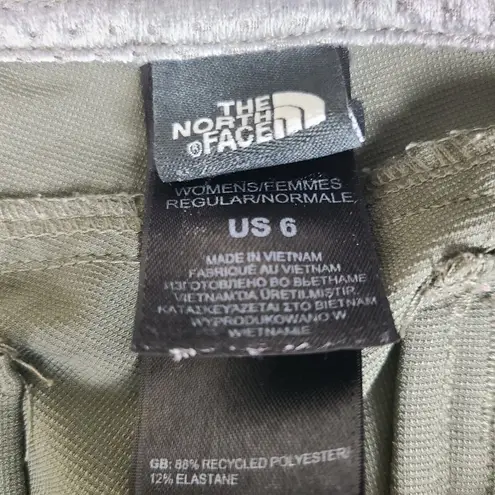 THE
NORTH
FACE
WOMENS/FEMMES
REGULAR/NORMALE
US 6
MADE IN VIETNAM
FABRIQUÉ AU VIETNAM
ИЗГОТОВЛЕНО ВО ВЬЕТНАМЕ
VIETNAM'DA ÜRETILMIŞTIR
ΚΑΤΑΣΚΕΥΑΖΕΤΑΙ ΣΤΟ ΒΙΕΤΝΑΜ
WYPRODUKOWANO W
WIETNAMIE
GB: 88% RECYCLED POLYESTER/
12% ELASTANE